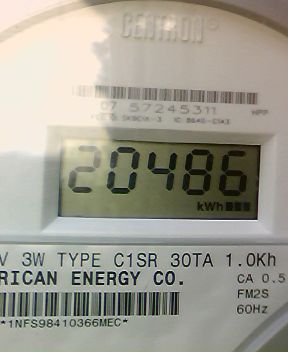 CENTRON®
07 57245311 HPP
20486
kWh
V 3W TYPE C1SR 30TA 1.0Kh
RICAN ENERGY CO. CA 0.5
FM2S
*1NFS98410366MEC* 60Hz